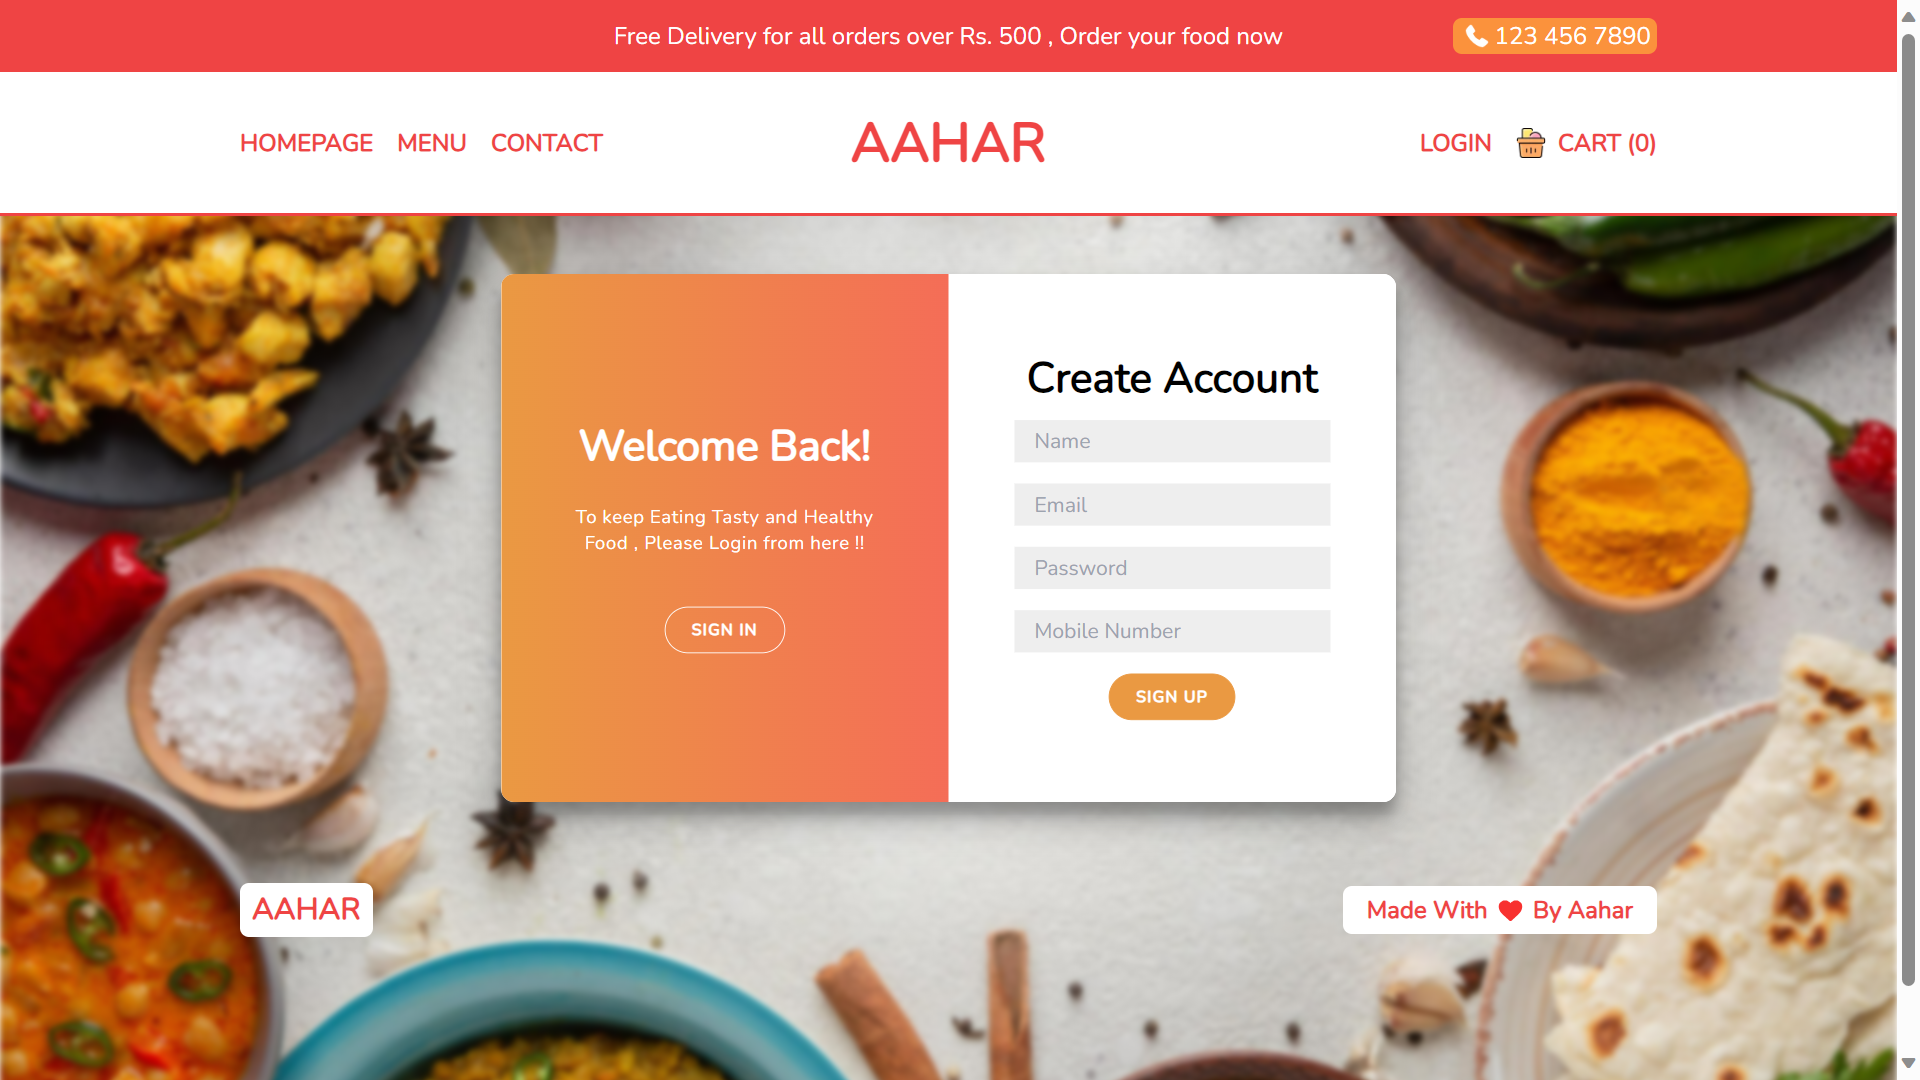 Free Delivery for all orders over Rs. 500 , Order your food now
123 456 7890
HOMEPAGE
MENU
CONTACT
AAHAR
LOGIN
CART (0)
Welcome Back!
To keep Eating Tasty and Healthy
Food , Please Login from here !!
SIGN IN
Create Account
Name
Email
Password
Mobile Number
SIGN UP
AAHAR
Made With
By Aahar